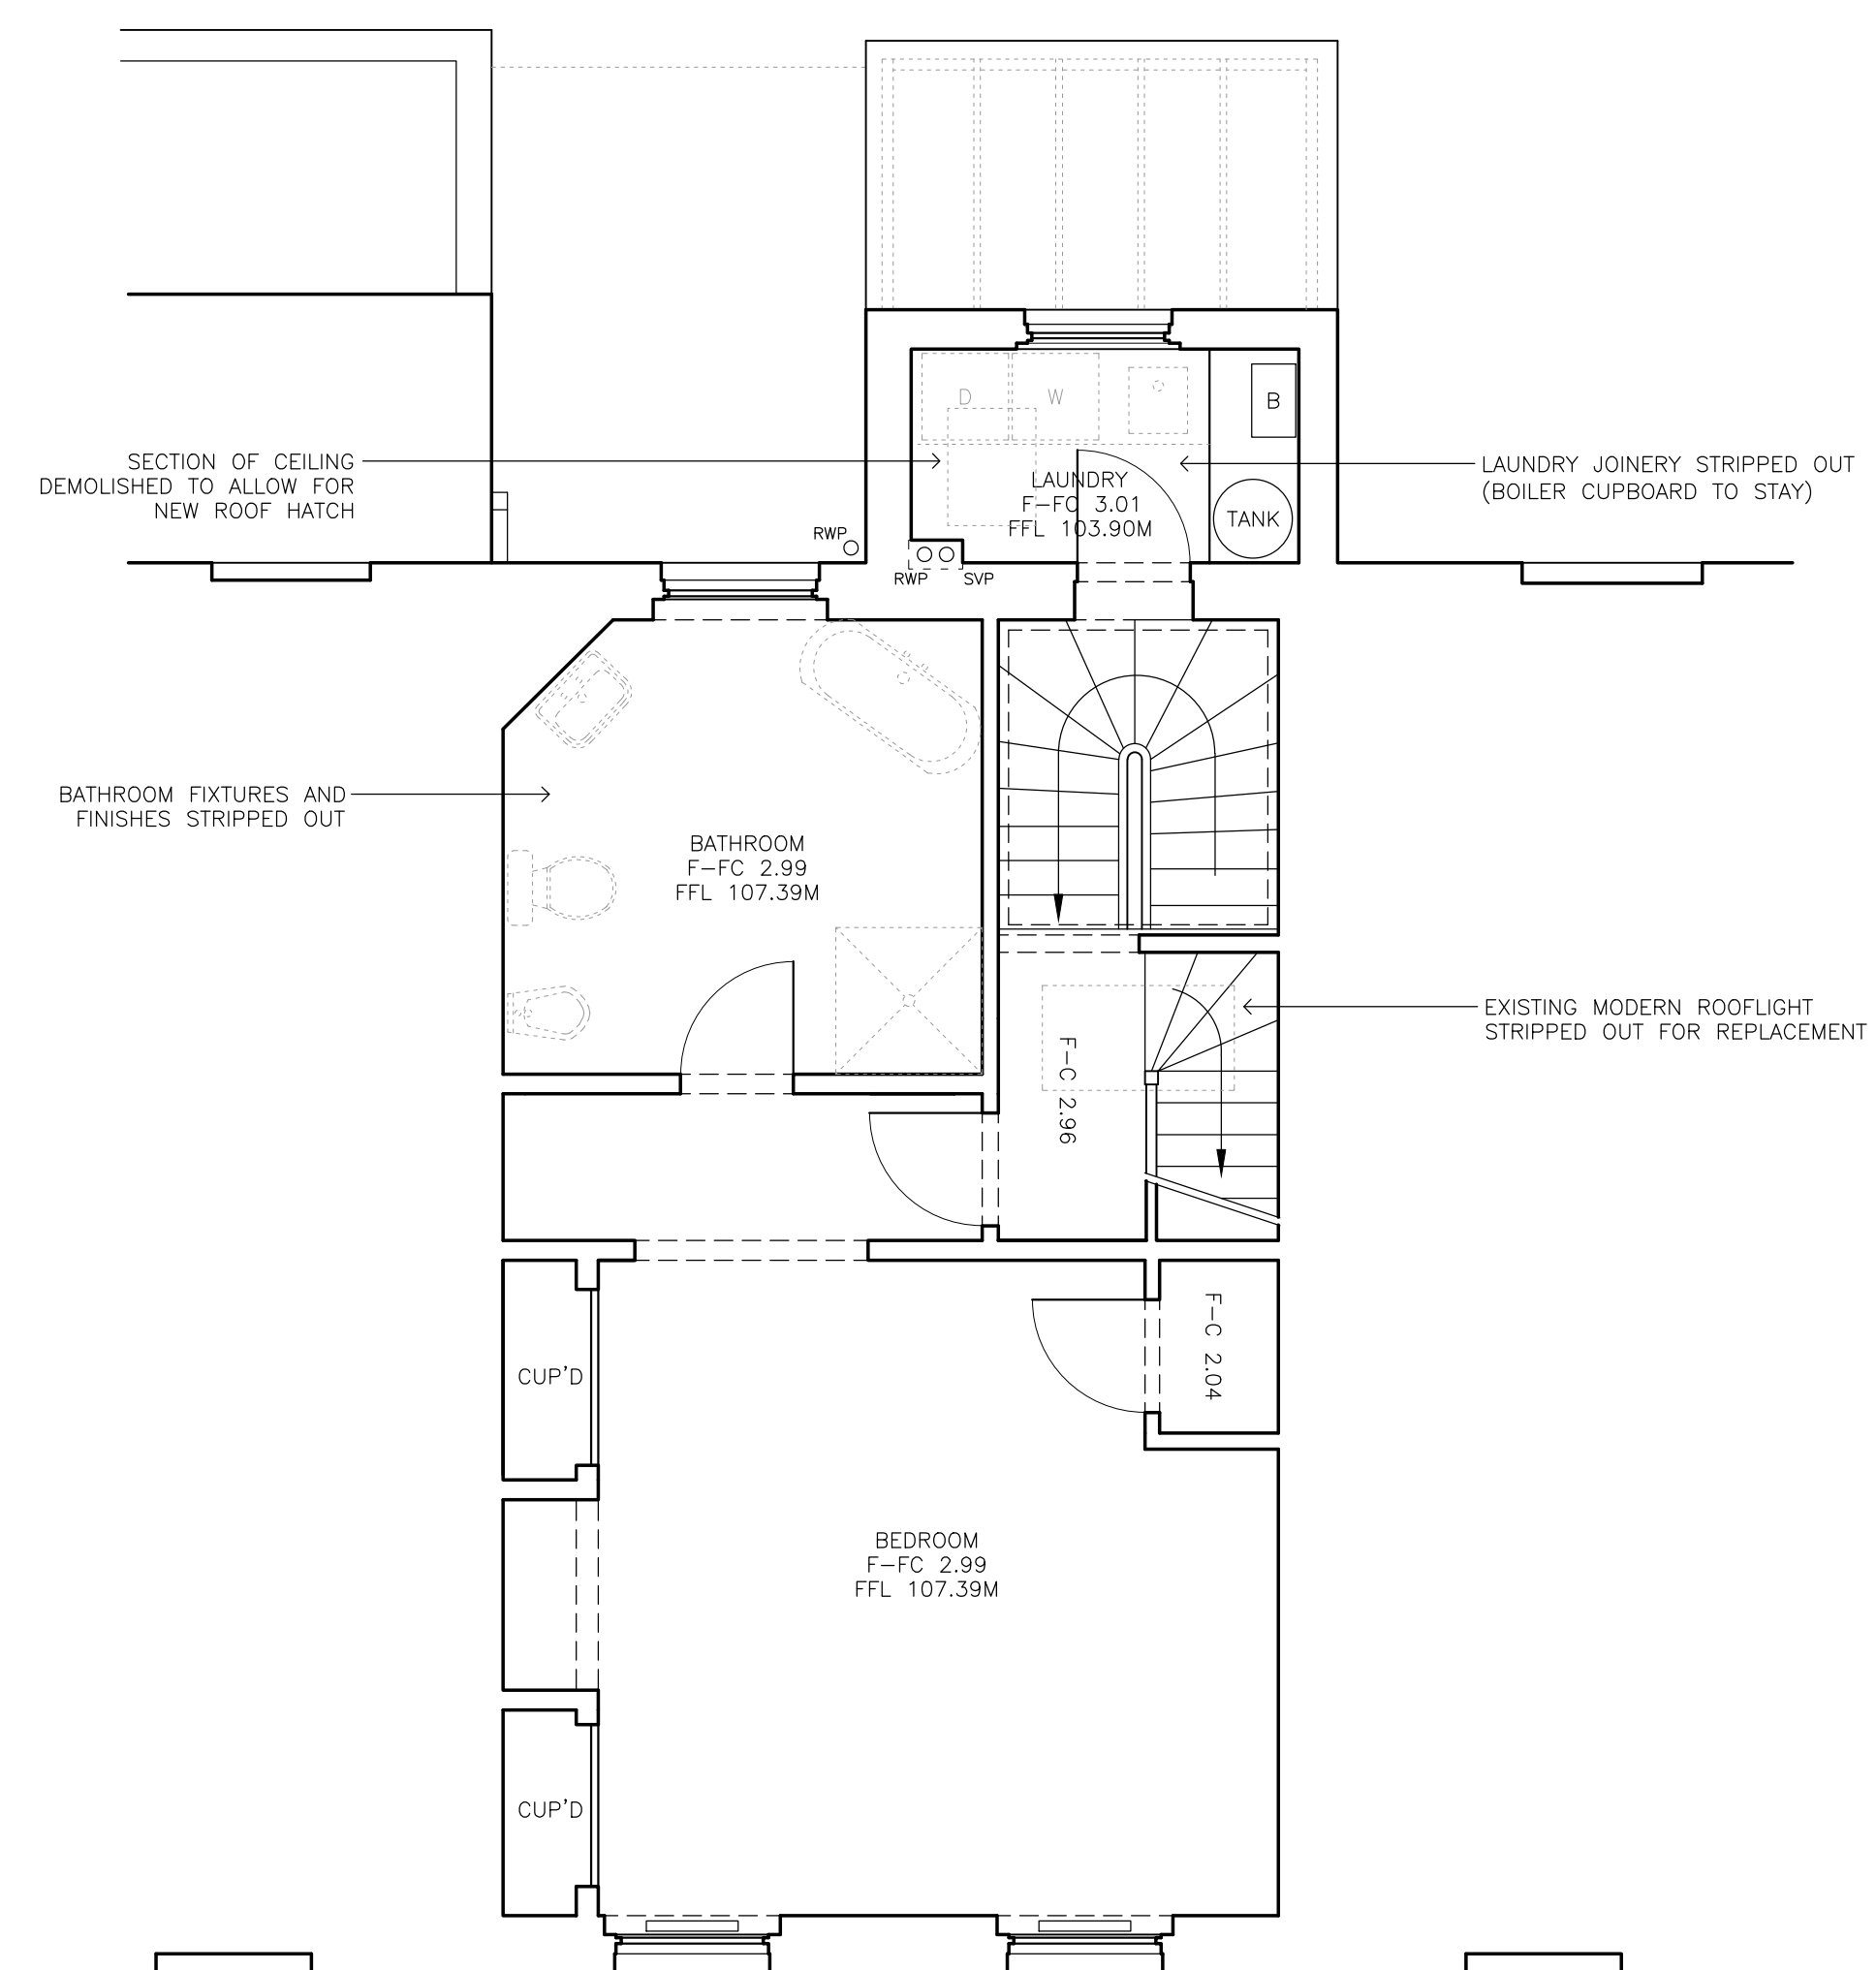 D
W
B
SECTION OF CEILING
DEMOLISHED TO ALLOW FOR
NEW ROOF HATCH
LAUNDRY JOINERY STRIPPED OUT
(BOILER CUPBOARD TO STAY)
LAUNDRY
F-FC 3.01
FFL 103.90M
TANK
RWP
RWP
SVP
BATHROOM FIXTURES AND
FINISHES STRIPPED OUT
BATHROOM
F-FC 2.99
FFL 107.39M
EXISTING MODERN ROOFLIGHT
STRIPPED OUT FOR REPLACEMENT
F-C 2.96
F-C 2.04
CUP'D
BEDROOM
F-FC 2.99
FFL 107.39M
CUP'D